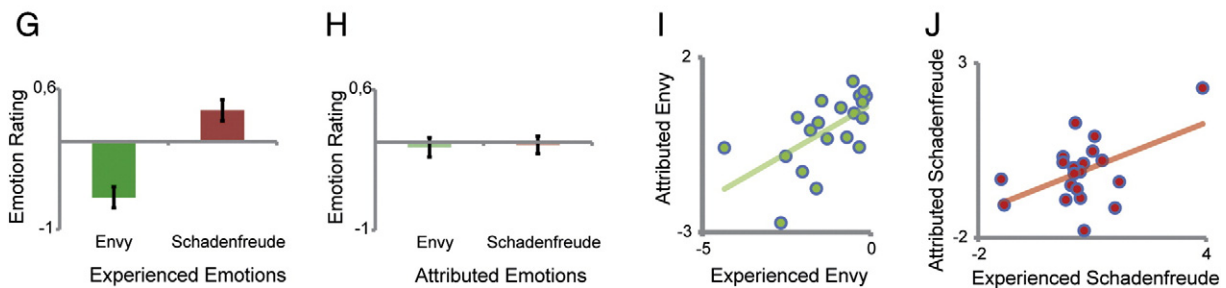 G
0,6
Emotion Rating
-1
Envy
Schadenfreude
Experienced Emotions
H
0.6
Emotion Rating
-1
Envy
Schadenfreude
Attributed Emotions
I
2
Attributed Envy
-3
-5
0
Experienced Envy
J
3
Attributed Schadenfreude
-2
-2
4
Experienced Schadenfreude